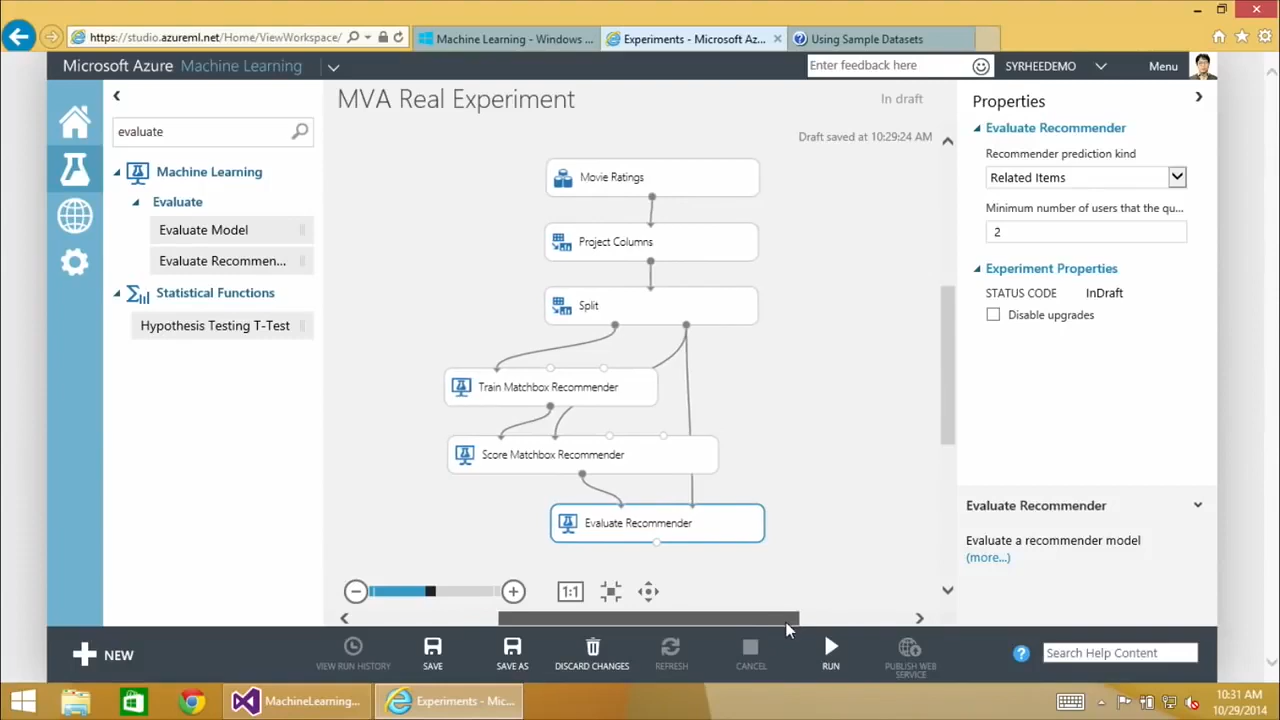 https://studio.azureml.net/Home/ViewWorkspace/
Machine Learning - Windows ...
Experiments - Microsoft Az...
Using Sample Datasets
Microsoft Azure Machine Learning
Enter feedback here
SYRHEEDEMO
Menu
evaluate
Machine Learning
Evaluate
Evaluate Model
Evaluate Recommen...
Statistical Functions
Hypothesis Testing T-Test
MVA Real Experiment
In draft
Draft saved at 10:29:24 AM
Movie Ratings
Project Columns
Split
Train Matchbox Recommender
Score Matchbox Recommender
Evaluate Recommender
1:1
Properties
Evaluate Recommender
Recommender prediction kind
Related Items
Minimum number of users that the qu...
2
Experiment Properties
STATUS CODE InDraft
Disable upgrades
Evaluate Recommender
Evaluate a recommender model
(more...)
NEW
VIEW RUN HISTORY
SAVE
SAVE AS
DISCARD CHANGES
REFRESH
CANCEL
RUN
PUBLISH WEB
SERVICE
Search Help Content
MachineLearning...
Experiments - Mic...
10:31 AM
10/29/2014